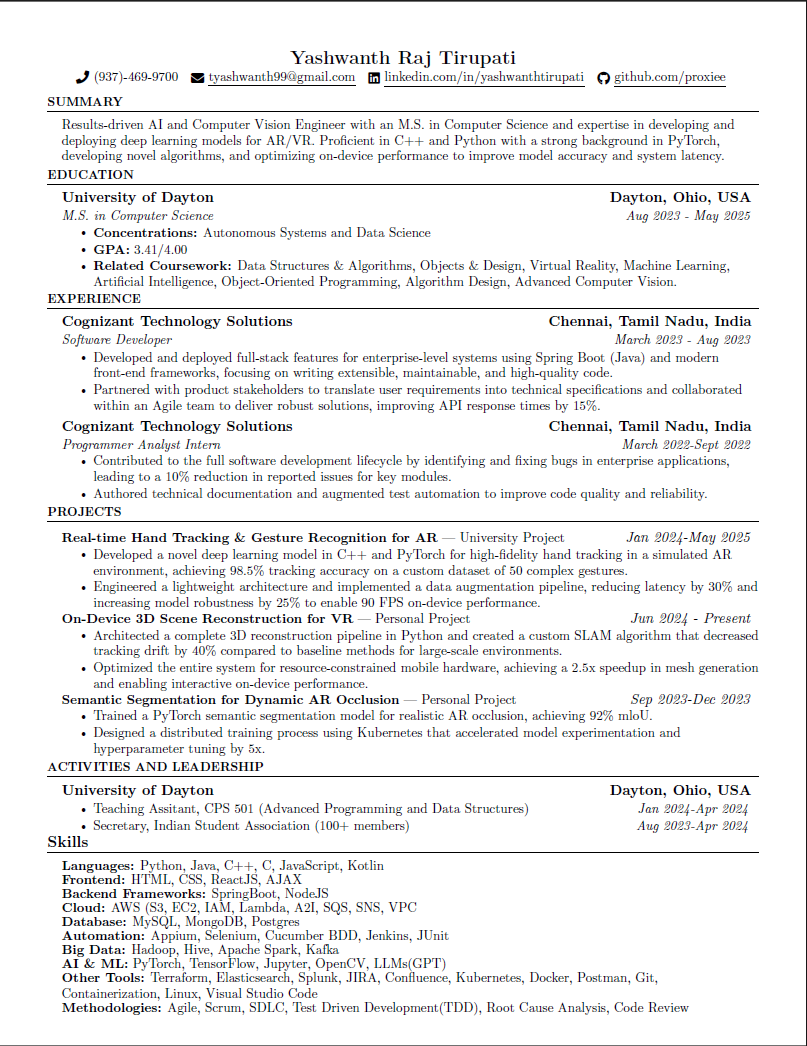 Yashwanth Raj Tirupati
(937)-469-9700 tyashwanth99@gmail.com linkedin.com/in/yashwanthtirupati github.com/proxiee
SUMMARY
Results-driven AI and Computer Vision Engineer with an M.S. in Computer Science and expertise in developing and
deploying deep learning models for AR/VR. Proficient in C++ and Python with a strong background in PyTorch,
developing novel algorithms, and optimizing on-device performance to improve model accuracy and system latency.
EDUCATION
University of Dayton Dayton, Ohio, USA
M.S. in Computer Science Aug 2023 - May 2025
• Concentrations: Autonomous Systems and Data Science
• GPA: 3.41/4.00
• Related Coursework: Data Structures & Algorithms, Objects & Design, Virtual Reality, Machine Learning,
Artificial Intelligence, Object-Oriented Programming, Algorithm Design, Advanced Computer Vision.
EXPERIENCE
Cognizant Technology Solutions Chennai, Tamil Nadu, India
Software Developer March 2023 - Aug 2023
• Developed and deployed full-stack features for enterprise-level systems using Spring Boot (Java) and modern
front-end frameworks, focusing on writing extensible, maintainable, and high-quality code.
• Partnered with product stakeholders to translate user requirements into technical specifications and collaborated
within an Agile team to deliver robust solutions, improving API response times by 15%.
Cognizant Technology Solutions Chennai, Tamil Nadu, India
Programmer Analyst Intern March 2022-Sept 2022
• Contributed to the full software development lifecycle by identifying and fixing bugs in enterprise applications,
leading to a 10% reduction in reported issues for key modules.
• Authored technical documentation and augmented test automation to improve code quality and reliability.
PROJECTS
Real-time Hand Tracking & Gesture Recognition for AR — University Project Jan 2024-May 2025
• Developed a novel deep learning model in C++ and PyTorch for high-fidelity hand tracking in a simulated AR
environment, achieving 98.5% tracking accuracy on a custom dataset of 50 complex gestures.
• Engineered a lightweight architecture and implemented a data augmentation pipeline, reducing latency by 30% and
increasing model robustness by 25% to enable 90 FPS on-device performance.
On-Device 3D Scene Reconstruction for VR — Personal Project Jun 2024 - Present
• Architected a complete 3D reconstruction pipeline in Python and created a custom SLAM algorithm that decreased
tracking drift by 40% compared to baseline methods for large-scale environments.
• Optimized the entire system for resource-constrained mobile hardware, achieving a 2.5x speedup in mesh generation
and enabling interactive on-device performance.
Semantic Segmentation for Dynamic AR Occlusion — Personal Project Sep 2023-Dec 2023
• Trained a PyTorch semantic segmentation model for realistic AR occlusion, achieving 92% mloU.
• Designed a distributed training process using Kubernetes that accelerated model experimentation and
hyperparameter tuning by 5x.
ACTIVITIES AND LEADERSHIP
University of Dayton Dayton, Ohio, USA
• Teaching Assitant, CPS 501 (Advanced Programming and Data Structures) Jan 2024-Apr 2024
• Secretary, Indian Student Association (100+ members) Aug 2023-Apr 2024
Skills
Languages: Python, Java, C++, C, JavaScript, Kotlin
Frontend: HTML, CSS, ReactJS, AJAX
Backend Frameworks: SpringBoot, NodeJS
Cloud: AWS (S3, EC2, IAM, Lambda, A2I, SQS, SNS, VPC
Database: MySQL, MongoDB, Postgres
Automation: Appium, Selenium, Cucumber BDD, Jenkins, JUnit
Big Data: Hadoop, Hive, Apache Spark, Kafka
AI & ML: PyTorch, TensorFlow, Jupyter, OpenCV, LLMs(GPT)
Other Tools: Terraform, Elasticsearch, Splunk, JIRA, Confluence, Kubernetes, Docker, Postman, Git,
Containerization, Linux, Visual Studio Code
Methodologies: Agile, Scrum, SDLC, Test Driven Development(TDD), Root Cause Analysis, Code Review